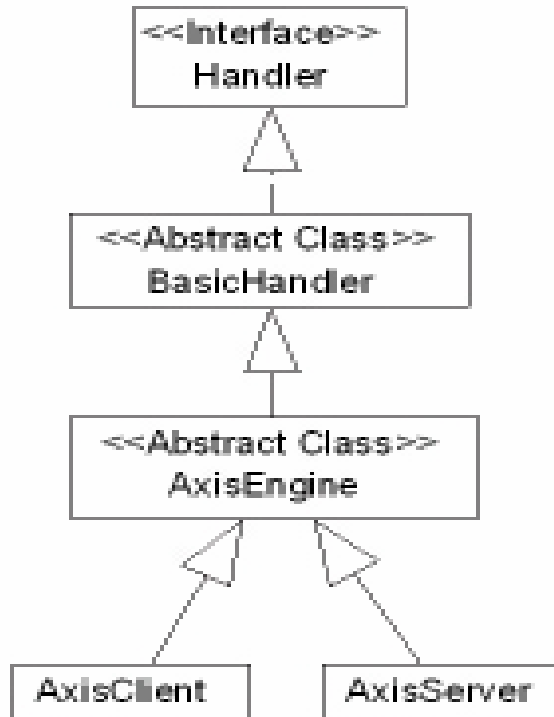 <<Interface>>
Handler
<<Abstract Class>>
BasicHandler
<<Abstract Class>>
AxisEngine
AxisClient
AxisServer